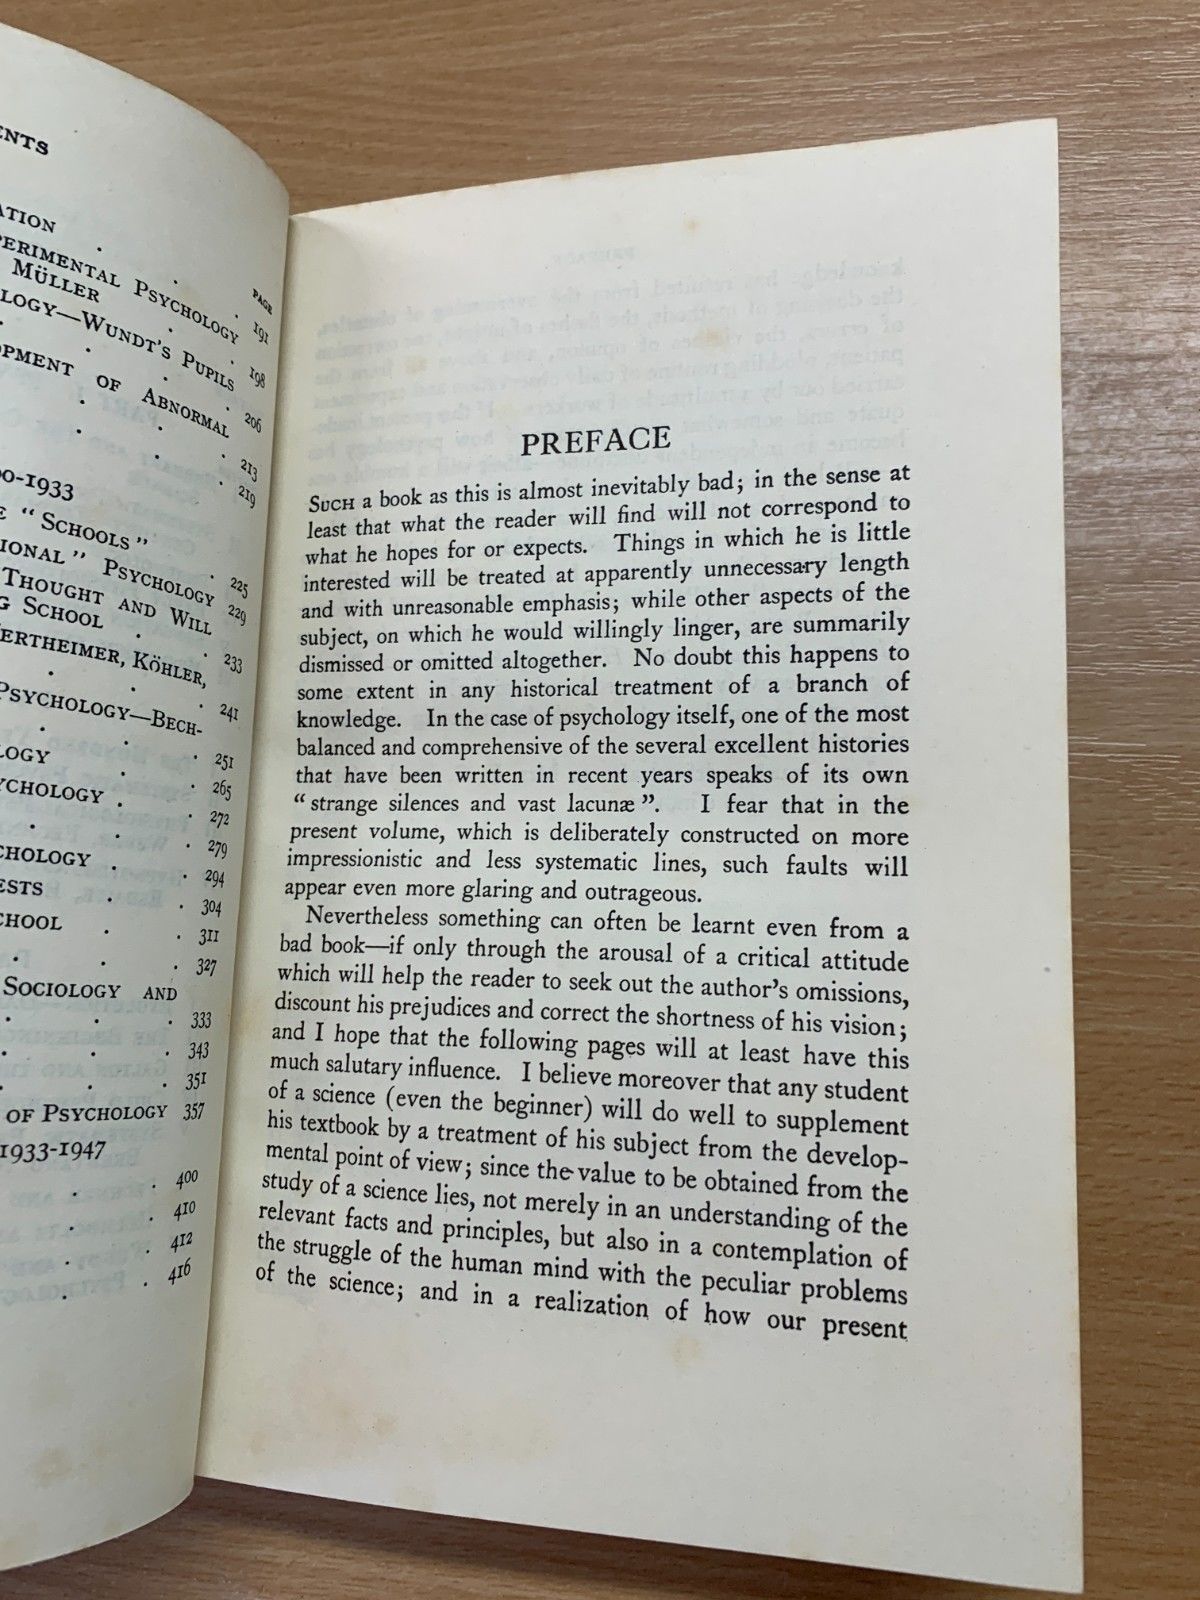 ENTS
ATION
PAGE
PERIMENTAL PSYCHOLOGY
MÜLLER
191
OLOGY—WUNDT'S PUPILS
198
OPMENT OF ABNORMAL
206
213
219
00-1933
E "SCHOOLS"
225
IONAL" PSYCHOLOGY
229
THOUGHT AND WILL
G SCHOOL
233
WERTHEIMER, KÖHLER,
241
PSYCHOLOGY—BECH-
251
LOGY
265
YCHOLOGY
272
279
CHOLOGY
294
ESTS
304
CHOOL
311
327
SOCIOLOGY AND
333
343
351
OF PSYCHOLOGY 357
1933-1947
400
410
412
416
PREFACE
SUCH a book as this is almost inevitably bad; in the sense at
least that what the reader will find will not correspond to
what he hopes for or expects. Things in which he is little
interested will be treated at apparently unnecessary length
and with unreasonable emphasis; while other aspects of the
subject, on which he would willingly linger, are summarily
dismissed or omitted altogether. No doubt this happens to
some extent in any historical treatment of a branch of
knowledge. In the case of psychology itself, one of the most
balanced and comprehensive of the several excellent histories
that have been written in recent years speaks of its own
"strange silences and vast lacunæ". I fear that in the
present volume, which is deliberately constructed on more
impressionistic and less systematic lines, such faults will
appear even more glaring and outrageous.
Nevertheless something can often be learnt even from a
bad book—if only through the arousal of a critical attitude
which will help the reader to seek out the author's omissions,
discount his prejudices and correct the shortness of his vision;
and I hope that the following pages will at least have this
much salutary influence. I believe moreover that any student
of a science (even the beginner) will do well to supplement
his textbook by a treatment of his subject from the develop-
mental point of view; since the value to be obtained from the
study of a science lies, not merely in an understanding of the
relevant facts and principles, but also in a contemplation of
the struggle of the human mind with the peculiar problems
of the science; and in a realization of how our present